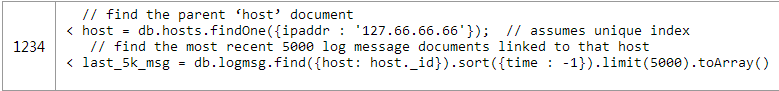 // find the parent ‘host’ document
< host = db.hosts.findOne({ipaddr : '127.66.66.66'});  // assumes unique index
1234
// find the most recent 5000 log message documents linked to that host
< last_5k_msg = db.logmsg.find({host: host._id}).sort({time : -1}).limit(5000).toArray()